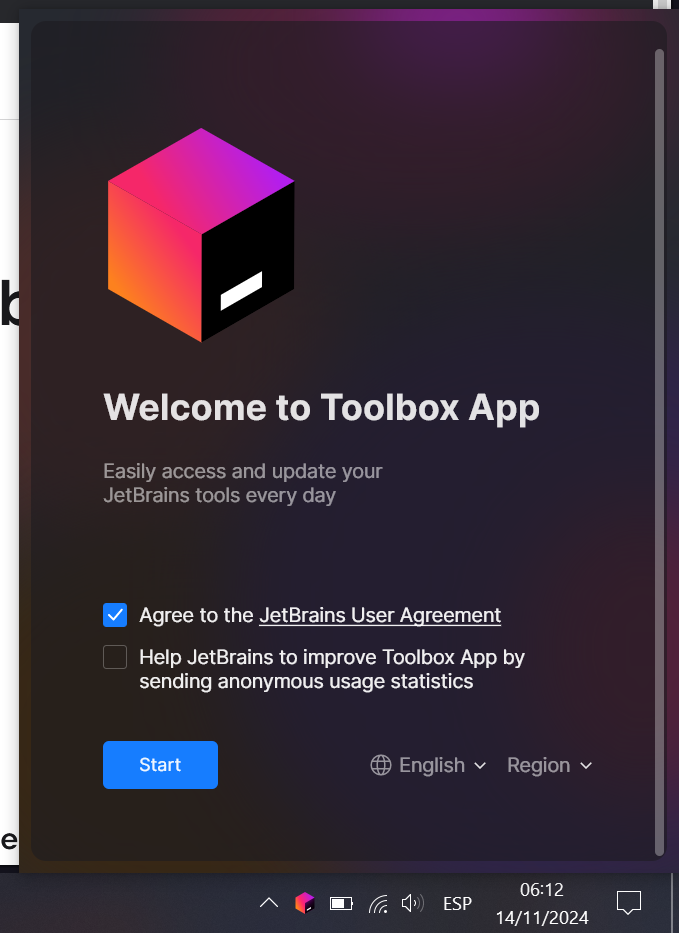 Welcome to Toolbox App
Easily access and update your
JetBrains tools every day
Agree to the JetBrains User Agreement
Help JetBrains to improve Toolbox App by
sending anonymous usage statistics
Start
English
Region
ESP
06:12
14/11/2024